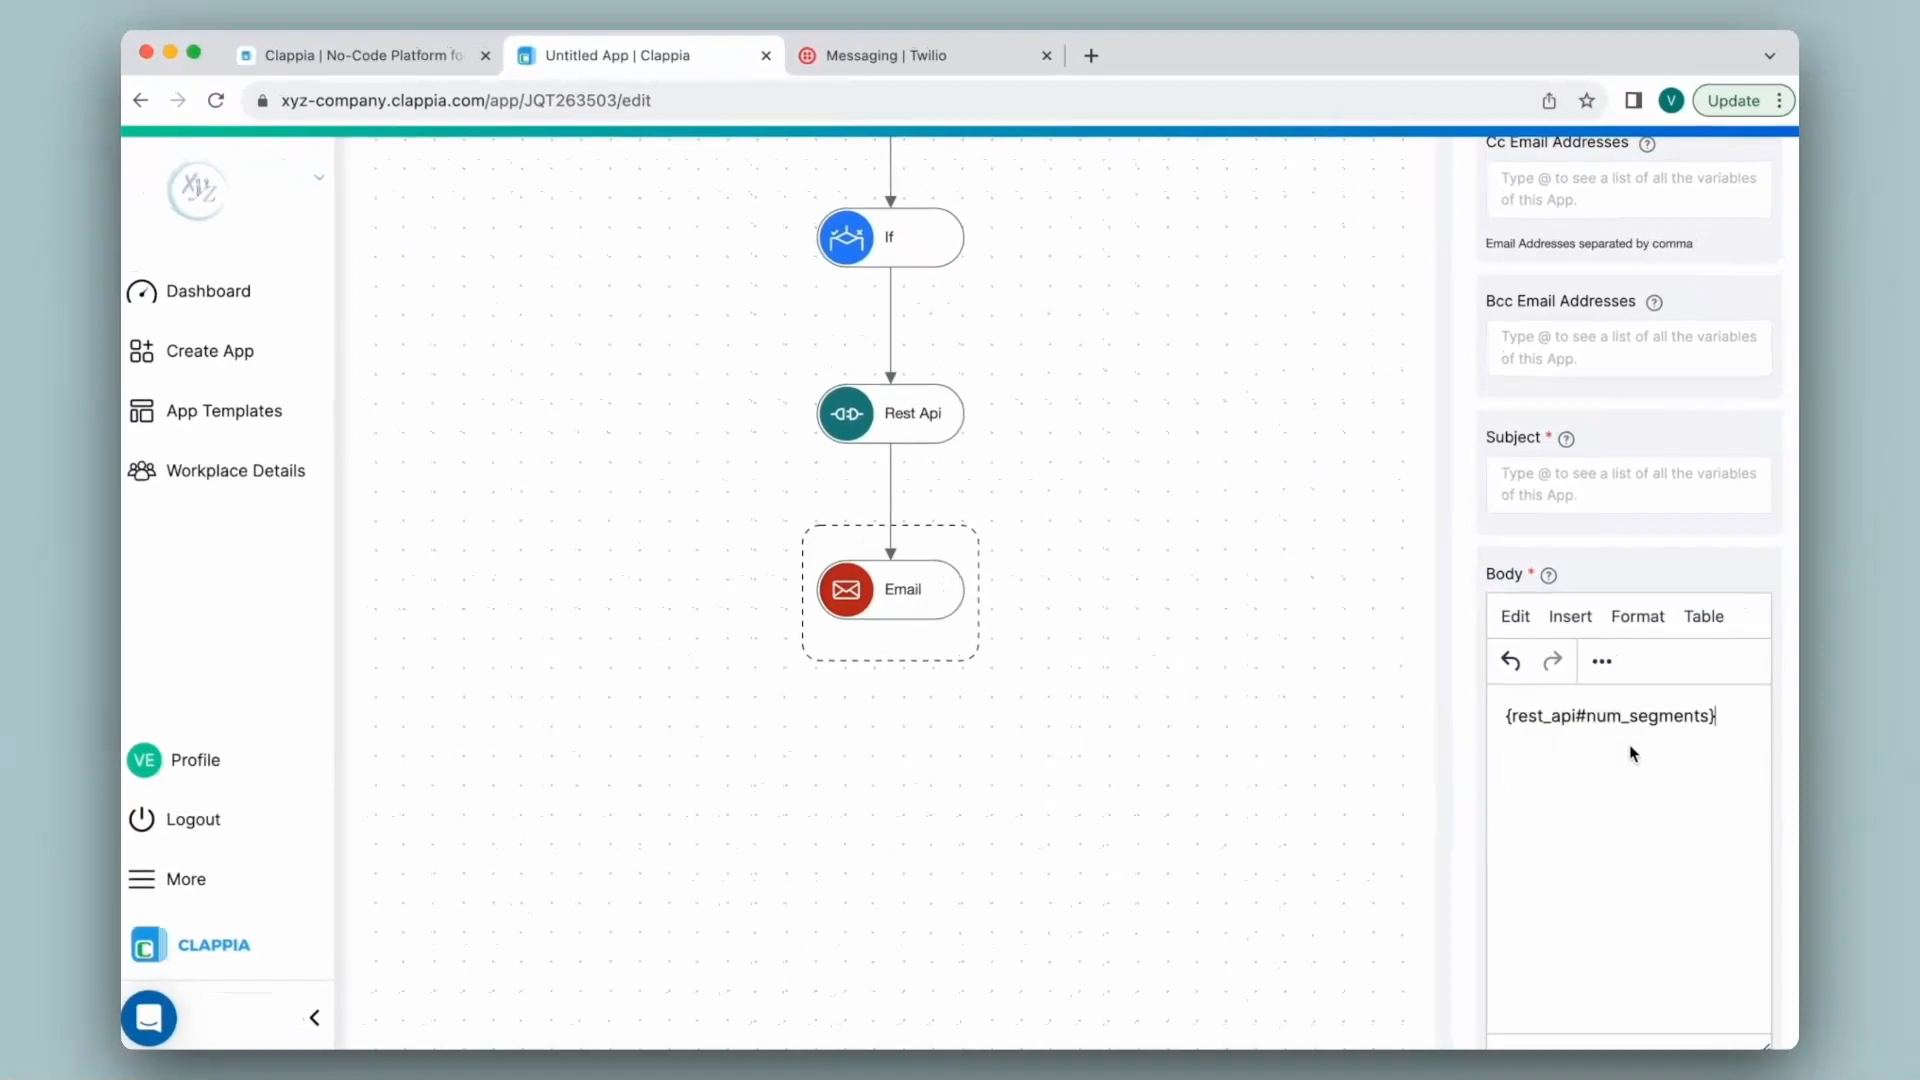 Clappia | No-Code Platform fo
Untitled App | Clappia
Messaging | Twilio
xyz-company.clappia.com/app/JQT263503/edit
V
Update
XYZ
Dashboard
Create App
App Templates
Workplace Details
VE Profile
Logout
More
C CLAPPIA
If
Rest Api
Email
Cc Email Addresses ?
Type @ to see a list of all the variables
of this App.
Email Addresses separated by comma
Bcc Email Addresses ?
Type @ to see a list of all the variables
of this App.
Subject * ?
Type @ to see a list of all the variables
of this App.
Body * ?
Edit Insert Format Table
{rest_api#num_segments}